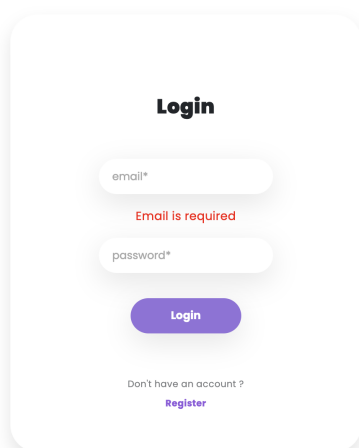 Login
email*
Email is required
password*
Login
Don't have an account ?
Register